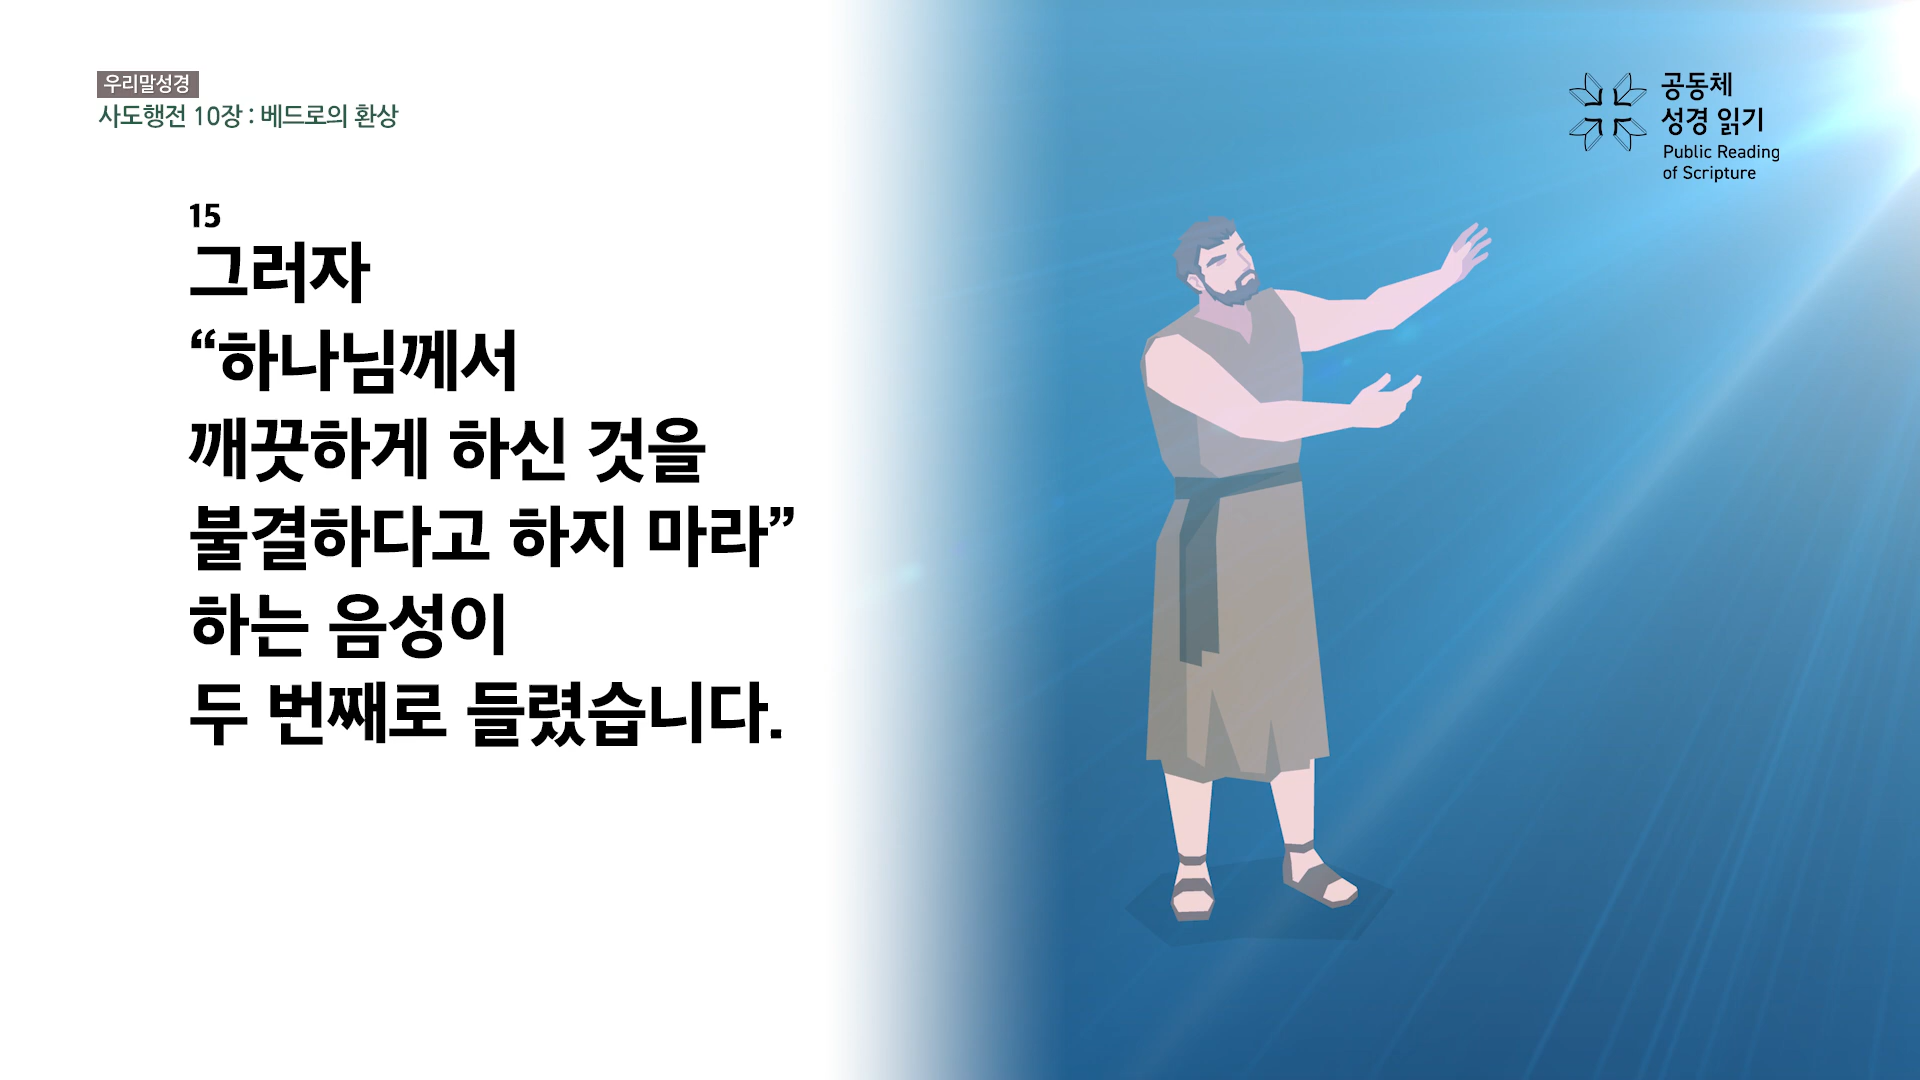 우리말성경
사도행전 10장 : 베드로의 환상
공동체
성경 읽기
Public Reading
of Scripture
15
그러자
“하나님께서
깨끗하게 하신 것을
불결하다고 하지 마라”
하는 음성이
두 번째로 들렸습니다.